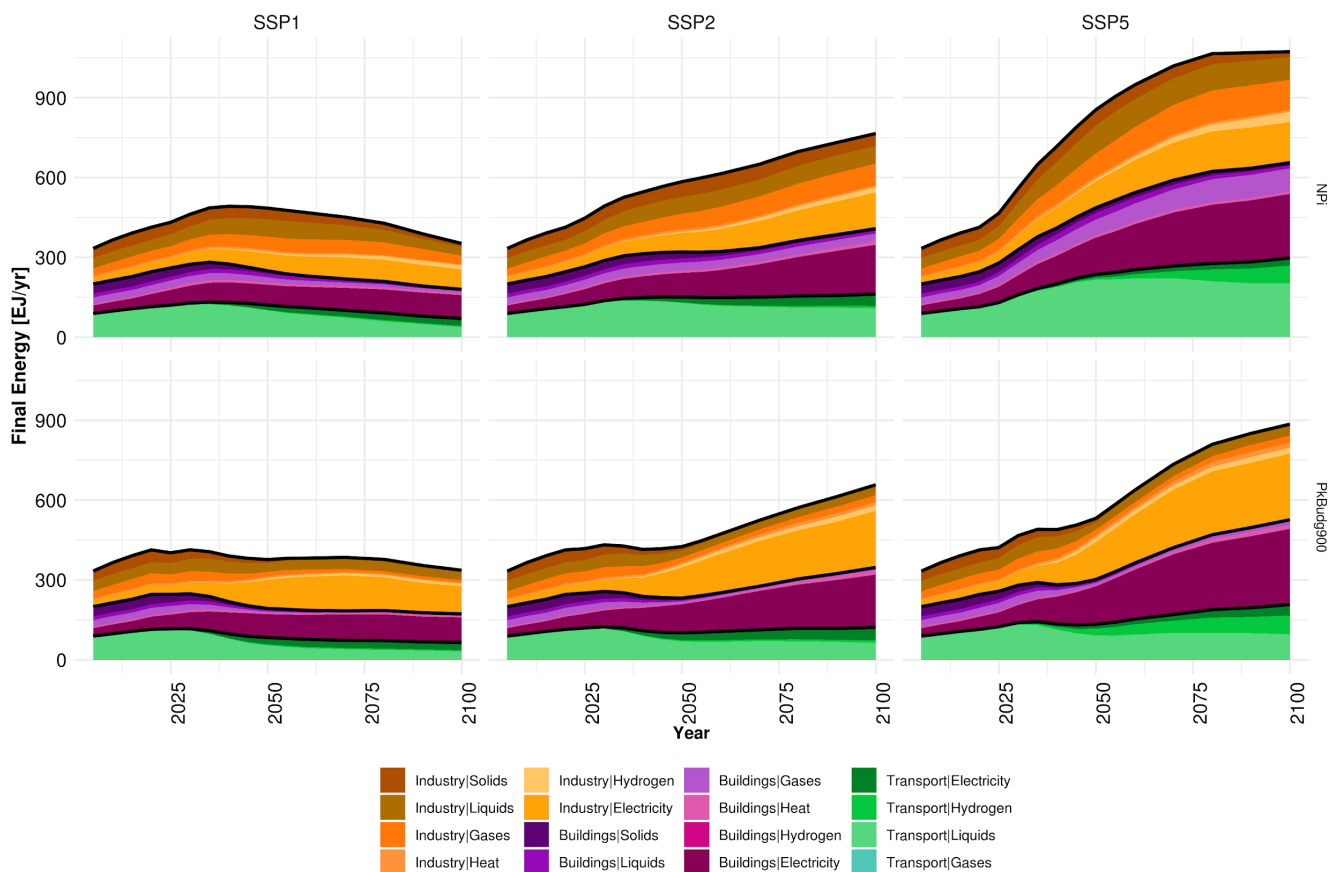 SSP1 SSP2 SSP5
Final Energy [EJ/yr]
900
600
300
0
NPi
900
600
300
0
PkBudg900
2025 2050 2075 2100 2025 2050 2075 2100 2025 2050 2075 2100
Year
Industry|Solids Industry|Hydrogen Buildings|Gases Transport|Electricity
Industry|Liquids Industry|Electricity Buildings|Heat Transport|Hydrogen
Industry|Gases Buildings|Solids Buildings|Hydrogen Transport|Liquids
Industry|Heat Buildings|Liquids Buildings|Electricity Transport|Gases